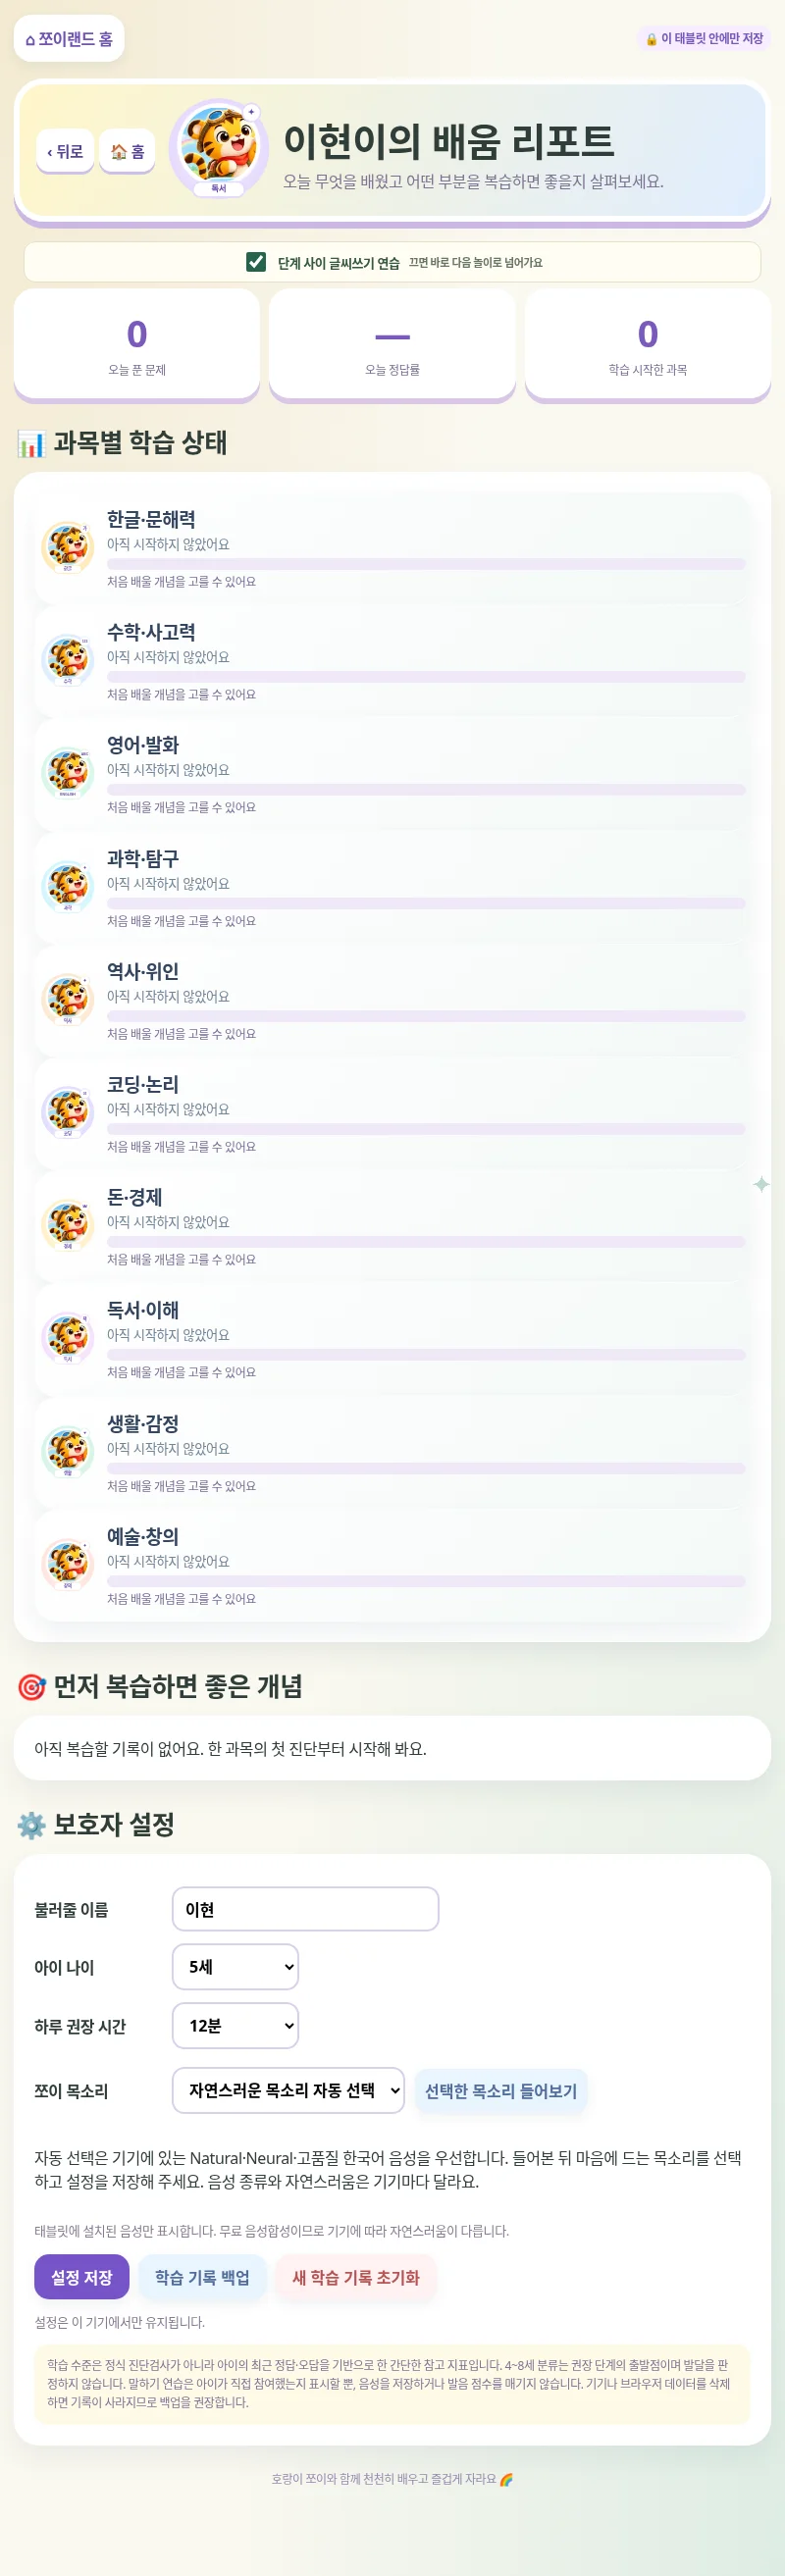 ⌂ 쪼이랜드 홈
🔒 이 태블릿 안에만 저장
‹ 뒤로
🏠 홈
독서
이현이의 배움 리포트
오늘 무엇을 배웠고 어떤 부분을 복습하면 좋을지 살펴보세요.
단계 사이 글씨쓰기 연습 끄면 바로 다음 놀이로 넘어가요
0
오늘 푼 문제
—
오늘 정답률
0
학습 시작한 과목
📊 과목별 학습 상태
한글·문해력
아직 시작하지 않았어요
처음 배울 개념을 고를 수 있어요
수학·사고력
아직 시작하지 않았어요
처음 배울 개념을 고를 수 있어요
영어·발화
아직 시작하지 않았어요
처음 배울 개념을 고를 수 있어요
과학·탐구
아직 시작하지 않았어요
처음 배울 개념을 고를 수 있어요
역사·위인
아직 시작하지 않았어요
처음 배울 개념을 고를 수 있어요
코딩·논리
아직 시작하지 않았어요
처음 배울 개념을 고를 수 있어요
돈·경제
아직 시작하지 않았어요
처음 배울 개념을 고를 수 있어요
독서·이해
아직 시작하지 않았어요
처음 배울 개념을 고를 수 있어요
생활·감정
아직 시작하지 않았어요
처음 배울 개념을 고를 수 있어요
예술·창의
아직 시작하지 않았어요
처음 배울 개념을 고를 수 있어요
🎯 먼저 복습하면 좋은 개념
아직 복습할 기록이 없어요. 한 과목의 첫 진단부터 시작해 봐요.
⚙️ 보호자 설정
불러줄 이름
이현
아이 나이
5세
하루 권장 시간
12분
쪼이 목소리
자연스러운 목소리 자동 선택
선택한 목소리 들어보기
자동 선택은 기기에 있는 Natural·Neural·고품질 한국어 음성을 우선합니다. 들어본 뒤 마음에 드는 목소리를 선택
하고 설정을 저장해 주세요. 음성 종류와 자연스러움은 기기마다 달라요.
태블릿에 설치된 음성만 표시합니다. 무료 음성합성이므로 기기에 따라 자연스러움이 다릅니다.
설정 저장
학습 기록 백업
새 학습 기록 초기화
설정은 이 기기에서만 유지됩니다.
학습 수준은 정식 진단검사가 아니라 아이의 최근 정답·오답을 기반으로 한 간단한 참고 지표입니다. 4~8세 분류는 권장 단계의 출발점이며 발달을 판
정하지 않습니다. 말하기 연습은 아이가 직접 참여했는지 표시할 뿐, 음성을 저장하거나 발음 점수를 매기지 않습니다. 기기나 브라우저 데이터를 삭제
하면 기록이 사라지므로 백업을 권장합니다.
호랑이 쪼이와 함께 천천히 배우고 즐겁게 자라요 🌈